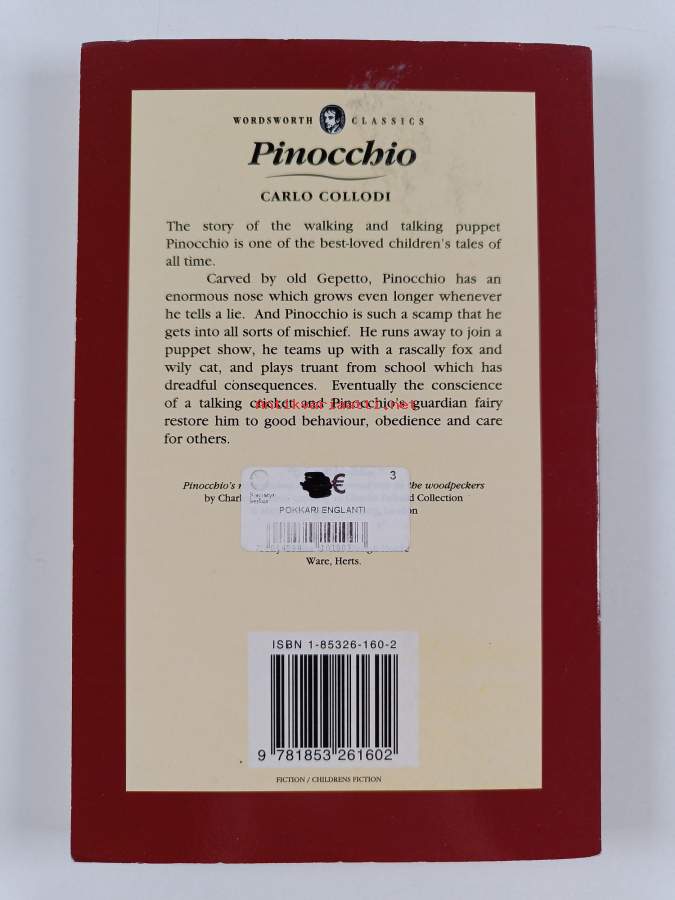 WORDSWORTH CLASSICS
Pinocchio
CARLO COLLODI
The story of the walking and talking puppet
Pinocchio is one of the best-loved children's tales of
all time.
Carved by old Gepetto, Pinocchio has an
enormous nose which grows even longer whenever
he tells a lie. And Pinocchio is such a scamp that he
gets into all sorts of mischief. He runs away to join a
puppet show, he teams up with a rascally fox and
wily cat, and plays truant from school which has
dreadful consequences. Eventually the conscience
of a talking cricket and Pinocchio's guardian fairy
antikvariaatti.net
restore him to good behaviour, obedience and care
for others.
Pinocchio's the woodpeckers
by Collection
€ 3
POKKARI ENGLANTI
Ware, Herts.
ISBN 1-85326-160-2
9 781853 261602
FICTION / CHILDRENS FICTION